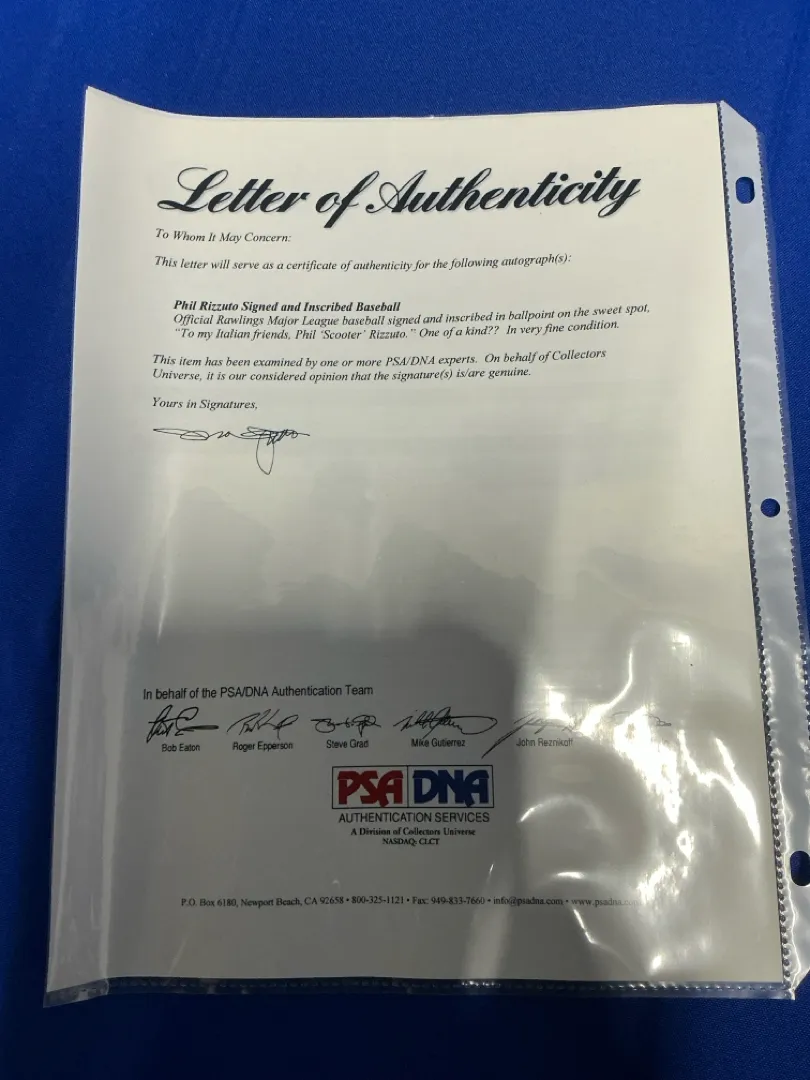 Letter of Authenticity
To Whom It May Concern:
This letter will serve as a certificate of authenticity for the following autograph(s):
Phil Rizzuto Signed and Inscribed Baseball
Official Rawlings Major League baseball signed and inscribed in ballpoint on the sweet spot,
"To my Italian friends, Phil 'Scooter' Rizzuto." One of a kind?? In very fine condition.
This item has been examined by one or more PSA/DNA experts. On behalf of Collectors
Universe, it is our considered opinion that the signature(s) is/are genuine.
Yours in Signatures,
In behalf of the PSA/DNA Authentication Team
Bob Eaton Roger Epperson Steve Grad Mike Gutierrez John Reznikoff
PSA DNA
AUTHENTICATION SERVICES
A Division of Collectors Universe
NASDAQ: CLCT
P.O. Box 6180, Newport Beach, CA 92658 • 800-325-1121 • Fax: 949-833-7660 • info@psadna.com •